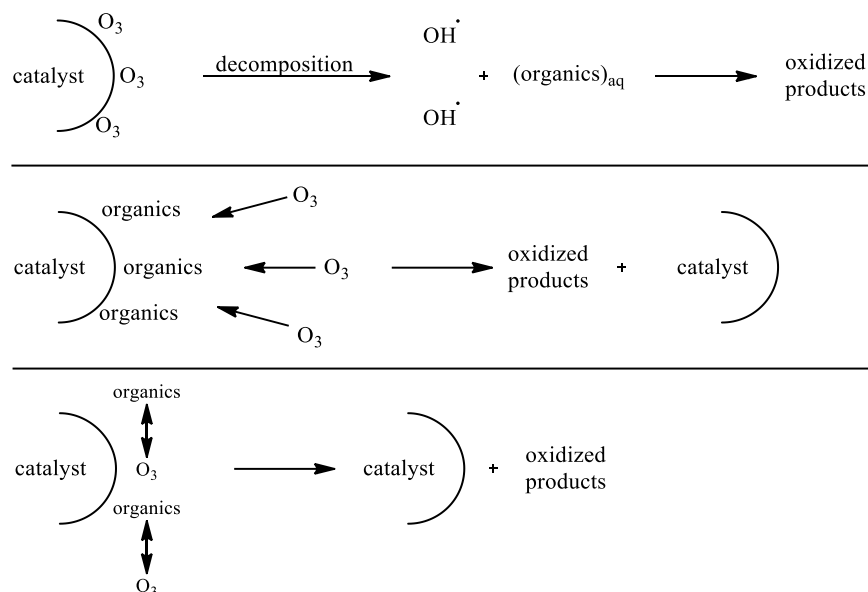 O3
catalyst O3
O3
decomposition
OH•
OH•
+ (organics)aq
oxidized
products
organics O3
catalyst organics O3
organics O3
oxidized
products
+ catalyst
organics
catalyst O3
organics
O3
catalyst + oxidized
products